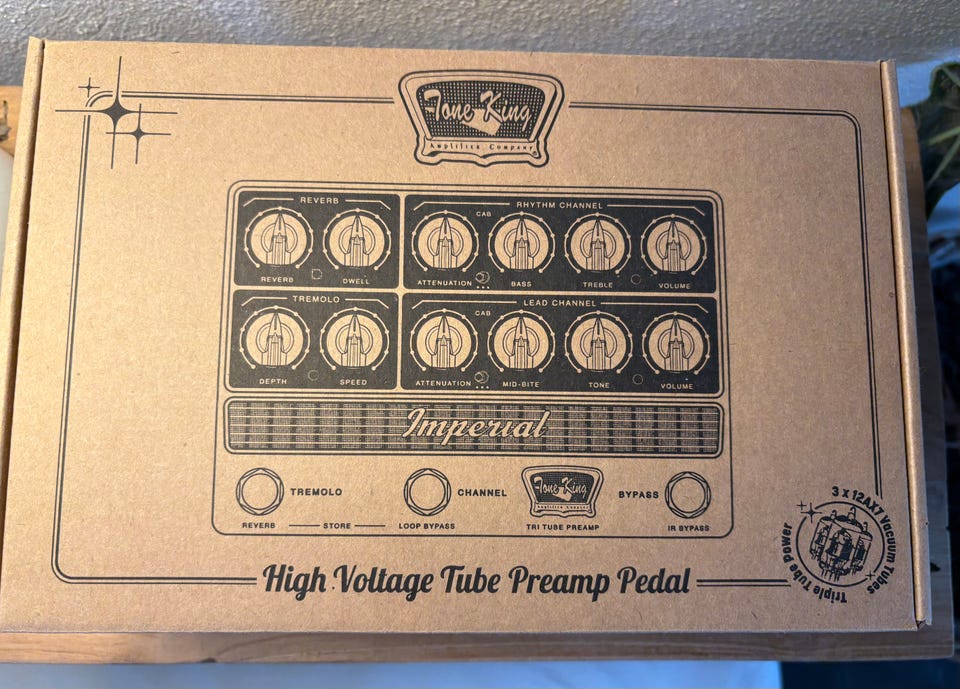 Tone King
Amplifier Company
REVERB
RHYTHM CHANNEL
CAB
REVERB DWELL
ATTENUATION BASS TREBLE VOLUME
TREMOLO
LEAD CHANNEL
CAB
DEPTH SPEED
ATTENUATION MID-BITE TONE VOLUME
Imperial
TREMOLO CHANNEL
Tone King
Amplifier Company
BYPASS
REVERB STORE LOOP BYPASS TRI TUBE PREAMP IR BYPASS
3 x 12AX7 Vacuum Tubes
Triple Tube Power
High Voltage Tube Preamp Pedal